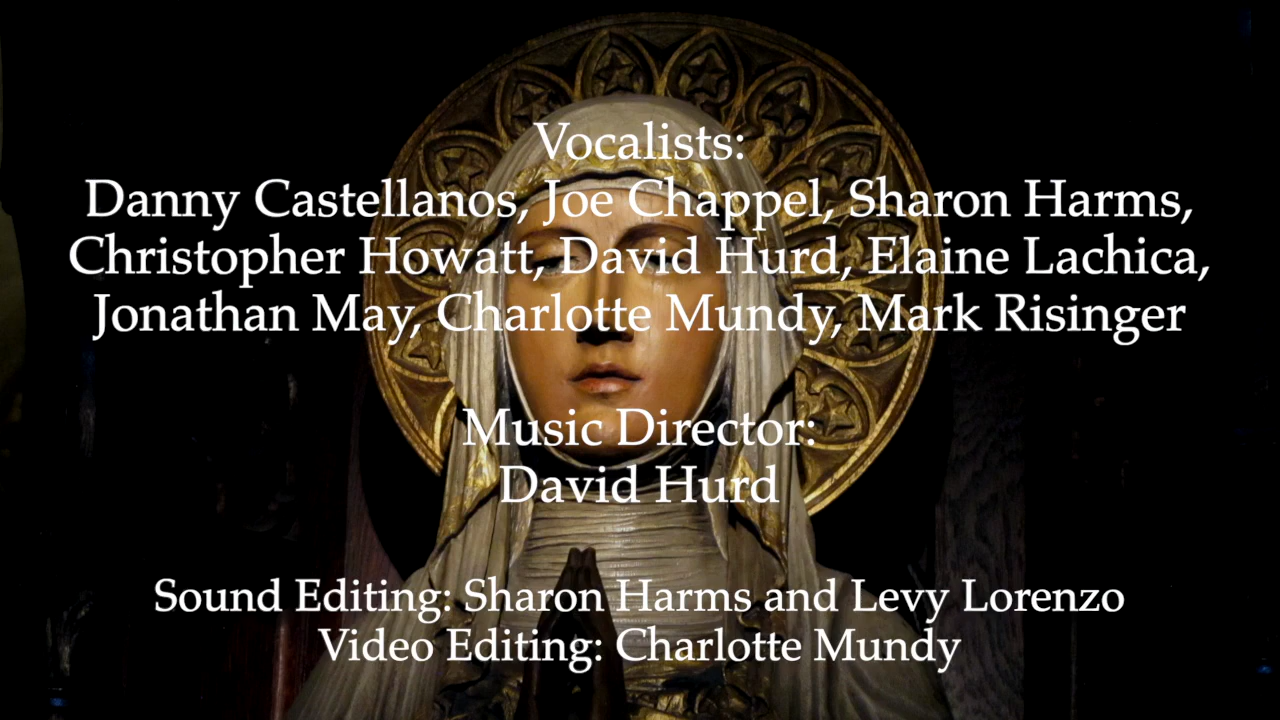 Vocalists:
Danny Castellanos, Joe Chappel, Sharon Harms,
Christopher Howatt, David Hurd, Elaine Lachica,
Jonathan May, Charlotte Mundy, Mark Risinger
Music Director:
David Hurd
Sound Editing: Sharon Harms and Levy Lorenzo
Video Editing: Charlotte Mundy